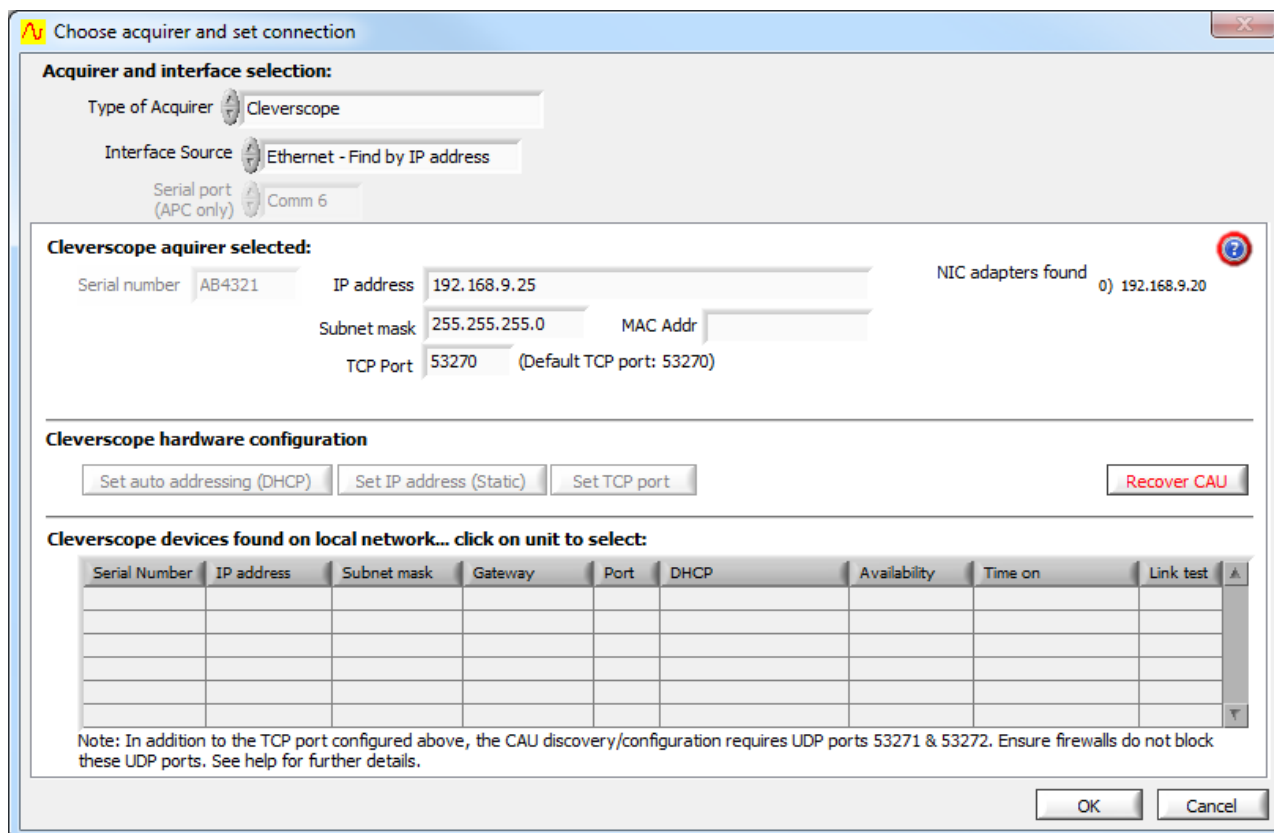 Choose acquirer and set connection
Acquirer and interface selection:
Type of Acquirer Cleverscope
Interface Source Ethernet - Find by IP address
Serial port
(APC only) Comm 6
Cleverscope aquirer selected:
Serial number AB4321 IP address 192.168.9.25 NIC adapters found 0) 192.168.9.20
Subnet mask 255.255.255.0 MAC Addr
TCP Port 53270 (Default TCP port: 53270)
Cleverscope hardware configuration
Set auto addressing (DHCP) Set IP address (Static) Set TCP port Recover CAU
Cleverscope devices found on local network... click on unit to select:
Serial Number IP address Subnet mask Gateway Port DHCP Availability Time on Link test
Note: In addition to the TCP port configured above, the CAU discovery/configuration requires UDP ports 53271 & 53272. Ensure firewalls do not block
these UDP ports. See help for further details.
OK Cancel